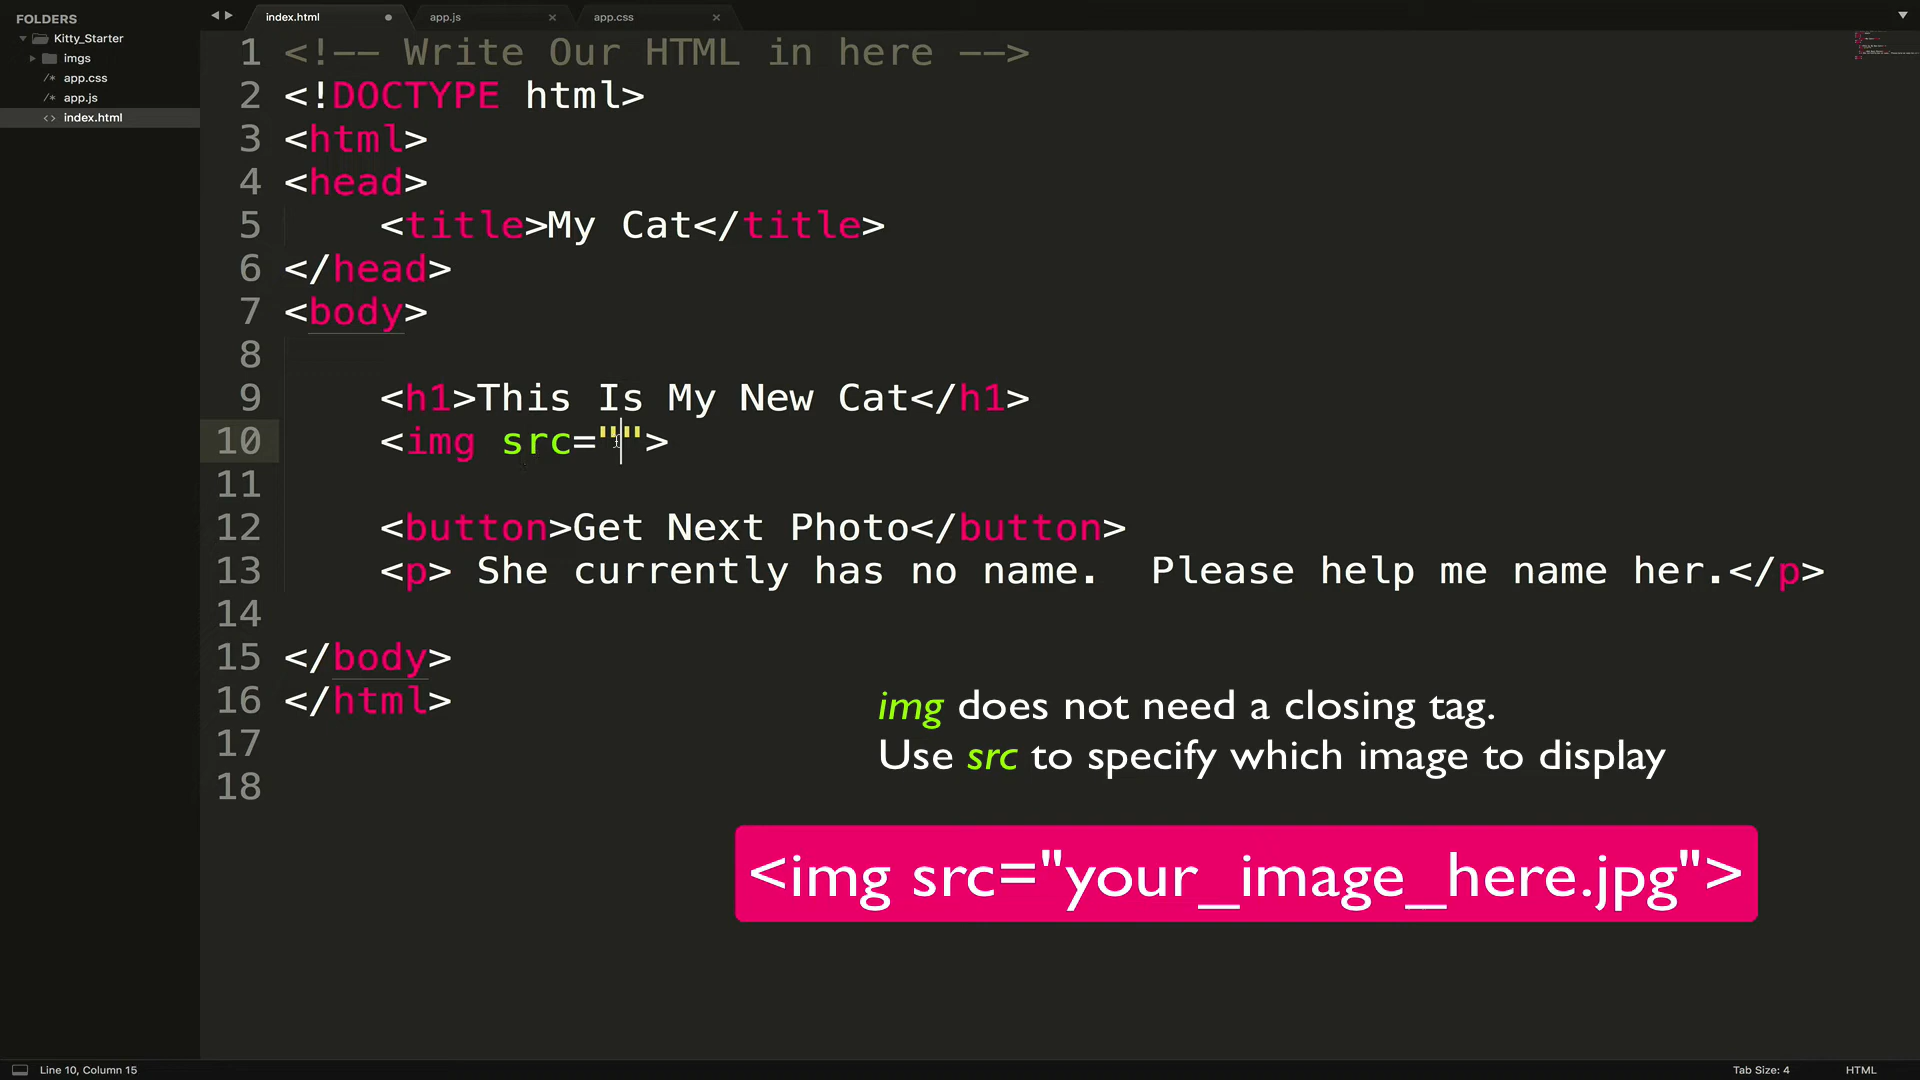 FOLDERS
Kitty_Starter
imgs
app.css
app.js
index.html
index.html
app.js
app.css
1 <!-- Write Our HTML in here -->
2 <!DOCTYPE html>
3 <html>
4 <head>
5 <title>My Cat</title>
6 </head>
7 <body>
8
9 <h1>This Is My New Cat</h1>
10 <img src="">
11
12 <button>Get Next Photo</button>
13 <p> She currently has no name.  Please help me name her.</p>
14
15 </body>
16 </html>
17
18
img does not need a closing tag.
Use src to specify which image to display
<img src="your_image_here.jpg">
Line 10, Column 15
Tab Size: 4
HTML